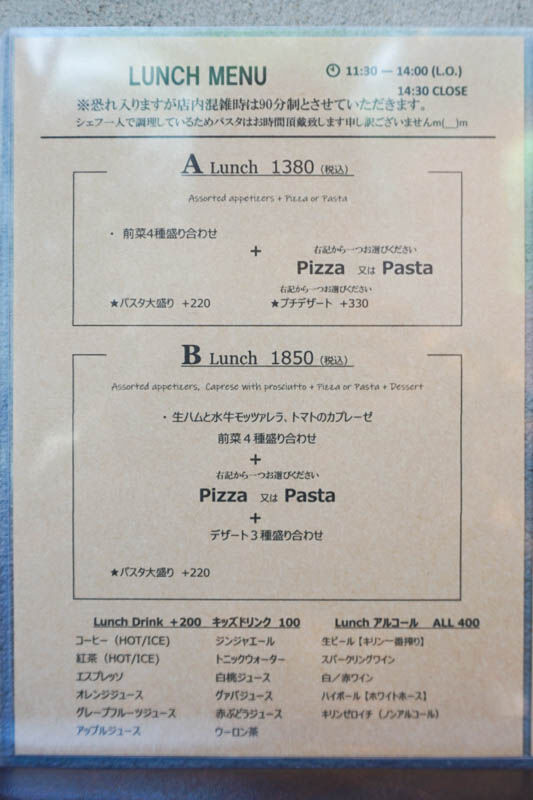 LUNCH MENU
11:30 — 14:00 (L.O.)
14:30 CLOSE
※恐れ入りますが店内混雑時は90分制とさせていただきます。
シェフ一人で調理しているためパスタはお時間頂戴致します申し訳ございませんm(__)m
A Lunch 1380 (税込)
Assorted appetizers + Pizza or Pasta
・ 前菜4種盛り合わせ
+
右記から一つお選びください
Pizza 又は Pasta
右記から一つお選びください
★パスタ大盛り +220 ★プチデザート +330
B Lunch 1850 (税込)
Assorted appetizers, Caprese with prosciutto + Pizza or Pasta + Dessert
・生ハムと水牛モッツァレラ、トマトのカプレーゼ
前菜４種盛り合わせ
+
右記から一つお選びください
Pizza 又は Pasta
+
デザート３種盛り合わせ
★パスタ大盛り +220
Lunch Drink +200 キッズドリンク 100 Lunch アルコール ALL 400
コーヒー（HOT/ICE) ジンジャエール 生ビール【キリン一番搾り】
紅茶（HOT/ICE) トニックウォーター スパークリングワイン
エスプレッソ 白桃ジュース 白／赤ワイン
オレンジジュース グァバジュース ハイボール【ホワイトホース】
グレープフルーツジュース 赤ぶどうジュース キリンゼロイチ（ノンアルコール）
アップルジュース ウーロン茶